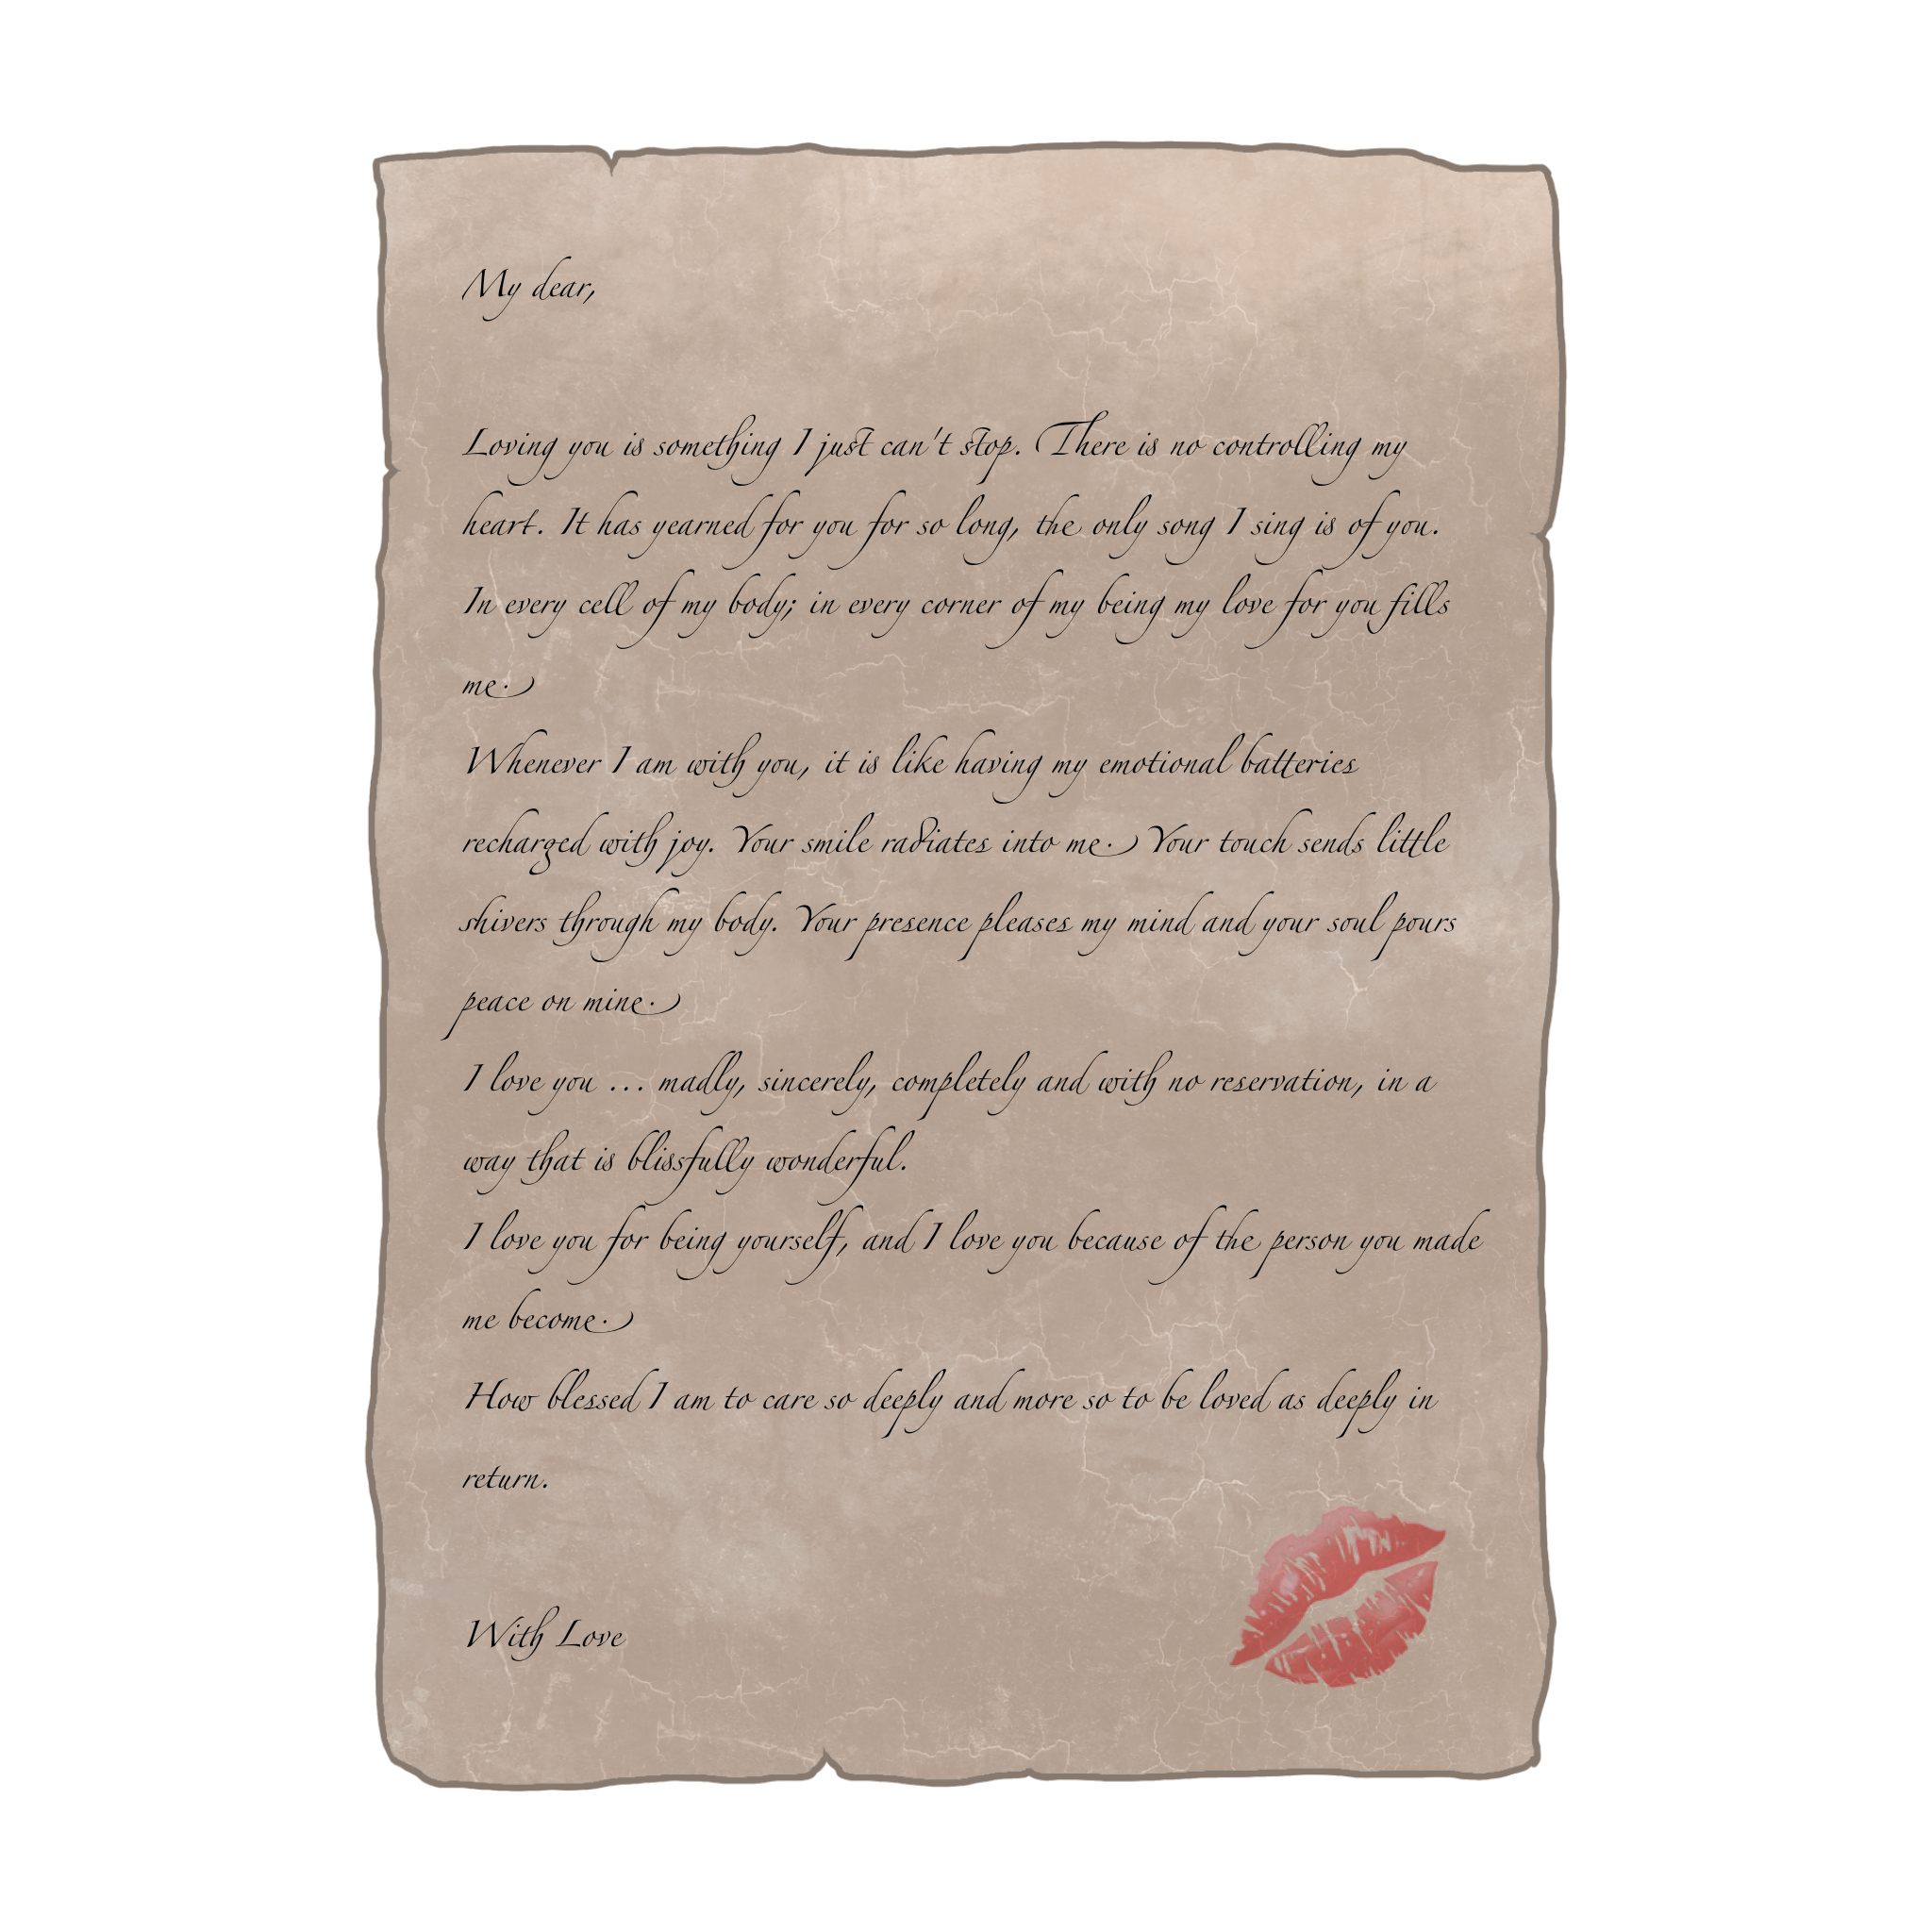 My dear,
Loving you is something I just can't stop. There is no controlling my
heart. It has yearned for you for so long, the only song I sing is of you.
In every cell of my body; in every corner of my being my love for you fills
me.
Whenever I am with you, it is like having my emotional batteries
recharged with joy. Your smile radiates into me. Your touch sends little
shivers through my body. Your presence pleases my mind and your soul pours
peace on mine.
I love you ... madly, sincerely, completely and with no reservation, in a
way that is blissfully wonderful.
I love you for being yourself, and I love you because of the person you made
me become.
How blessed I am to care so deeply and more so to be loved as deeply in
return.
With Love